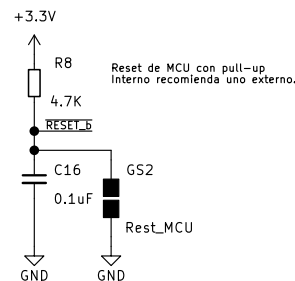 +3.3V
R8
4.7K
Reset de MCU con pull-up
Interno recomienda uno externo.
RESET_b
C16
0.1uF
GS2
Rest_MCU
GND
GND